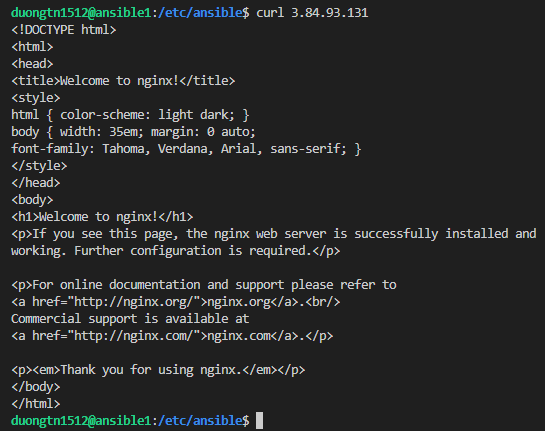 duongtn1512@ansible1:/etc/ansible$ curl 3.84.93.131
<!DOCTYPE html>
<html>
<head>
<title>Welcome to nginx!</title>
<style>
html { color-scheme: light dark; }
body { width: 35em; margin: 0 auto;
font-family: Tahoma, Verdana, Arial, sans-serif; }
</style>
</head>
<body>
<h1>Welcome to nginx!</h1>
<p>If you see this page, the nginx web server is successfully installed and
working. Further configuration is required.</p>

<p>For online documentation and support please refer to
<a href="http://nginx.org/">nginx.org</a>.<br/>
Commercial support is available at
<a href="http://nginx.com/">nginx.com</a>.</p>

<p><em>Thank you for using nginx.</em></p>
</body>
</html>
duongtn1512@ansible1:/etc/ansible$